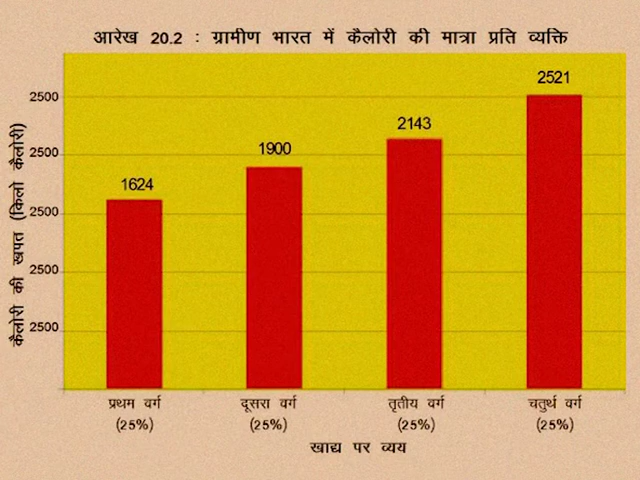 आरेख 20.2 : ग्रामीण भारत में कैलोरी की मात्रा प्रति व्यक्ति
कैलोरी की खपत (किलो कैलोरी)
2500
2500
2500
2500
2500
1624
1900
2143
2521
प्रथम वर्ग दूसरा वर्ग तृतीय वर्ग चतुर्थ वर्ग
(25%) (25%) (25%) (25%)
खाद्य पर व्यय